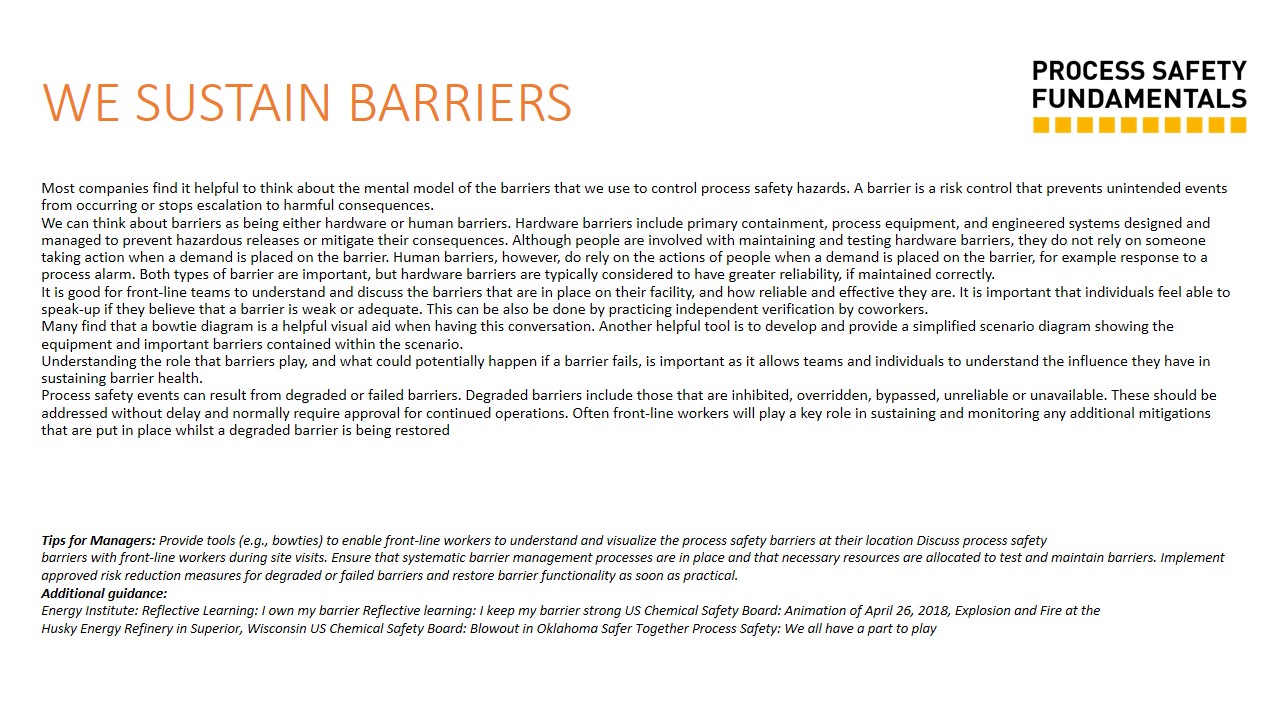 WE SUSTAIN BARRIERS
PROCESS SAFETY
FUNDAMENTALS
Most companies find it helpful to think about the mental model of the barriers that we use to control process safety hazards. A barrier is a risk control that prevents unintended events
from occurring or stops escalation to harmful consequences.
We can think about barriers as being either hardware or human barriers. Hardware barriers include primary containment, process equipment, and engineered systems designed and
managed to prevent hazardous releases or mitigate their consequences. Although people are involved with maintaining and testing hardware barriers, they do not rely on someone
taking action when a demand is placed on the barrier. Human barriers, however, do rely on the actions of people when a demand is placed on the barrier, for example response to a
process alarm. Both types of barrier are important, but hardware barriers are typically considered to have greater reliability, if maintained correctly.
It is good for front-line teams to understand and discuss the barriers that are in place on their facility, and how reliable and effective they are. It is important that individuals feel able to
speak-up if they believe that a barrier is weak or adequate. This can be also be done by practicing independent verification by coworkers.
Many find that a bowtie diagram is a helpful visual aid when having this conversation. Another helpful tool is to develop and provide a simplified scenario diagram showing the
equipment and important barriers contained within the scenario.
Understanding the role that barriers play, and what could potentially happen if a barrier fails, is important as it allows teams and individuals to understand the influence they have in
sustaining barrier health.
Process safety events can result from degraded or failed barriers. Degraded barriers include those that are inhibited, overridden, bypassed, unreliable or unavailable. These should be
addressed without delay and normally require approval for continued operations. Often front-line workers will play a key role in sustaining and monitoring any additional mitigations
that are put in place whilst a degraded barrier is being restored
Tips for Managers: Provide tools (e.g., bowties) to enable front-line workers to understand and visualize the process safety barriers at their location Discuss process safety
barriers with front-line workers during site visits. Ensure that systematic barrier management processes are in place and that necessary resources are allocated to test and maintain barriers. Implement
approved risk reduction measures for degraded or failed barriers and restore barrier functionality as soon as practical.
Additional guidance:
Energy Institute: Reflective Learning: I own my barrier Reflective learning: I keep my barrier strong US Chemical Safety Board: Animation of April 26, 2018, Explosion and Fire at the
Husky Energy Refinery in Superior, Wisconsin US Chemical Safety Board: Blowout in Oklahoma Safer Together Process Safety: We all have a part to play